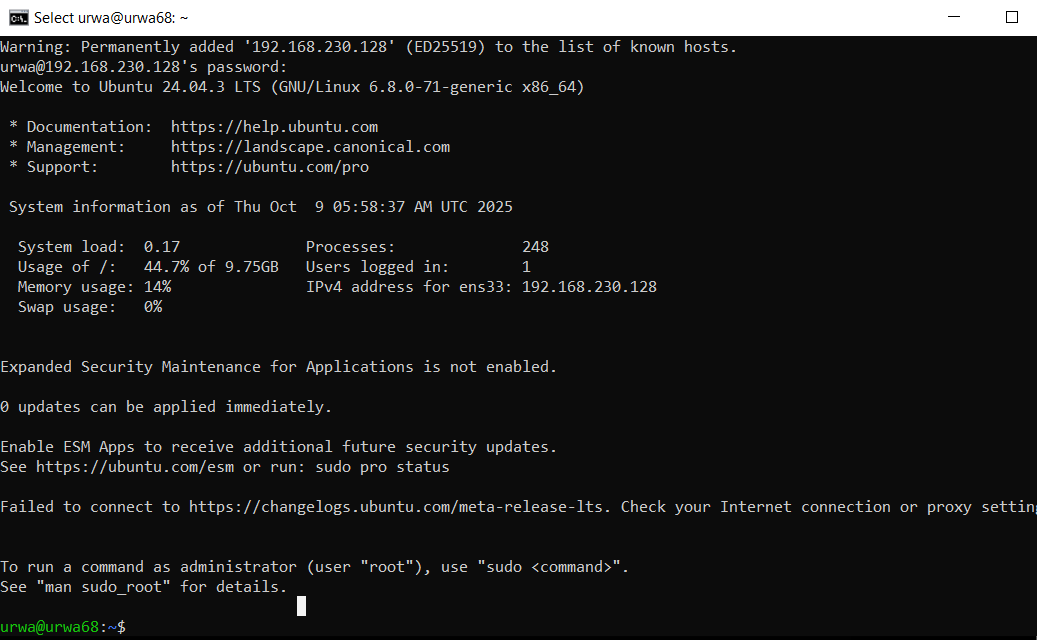 Select urwa@urwa68: ~
Warning: Permanently added '192.168.230.128' (ED25519) to the list of known hosts.
urwa@192.168.230.128's password:
Welcome to Ubuntu 24.04.3 LTS (GNU/Linux 6.8.0-71-generic x86_64)
* Documentation:  https://help.ubuntu.com
* Management:     https://landscape.canonical.com
* Support:        https://ubuntu.com/pro
System information as of Thu Oct  9 05:58:37 AM UTC 2025
System load:  0.17              Processes:              248
Usage of /:   44.7% of 9.75GB   Users logged in:        1
Memory usage: 14%               IPv4 address for ens33: 192.168.230.128
Swap usage:   0%
Expanded Security Maintenance for Applications is not enabled.
0 updates can be applied immediately.
Enable ESM Apps to receive additional future security updates.
See https://ubuntu.com/esm or run: sudo pro status
Failed to connect to https://changelogs.ubuntu.com/meta-release-lts. Check your Internet connection or proxy setting
To run a command as administrator (user "root"), use "sudo <command>".
See "man sudo_root" for details.
urwa@urwa68:~$